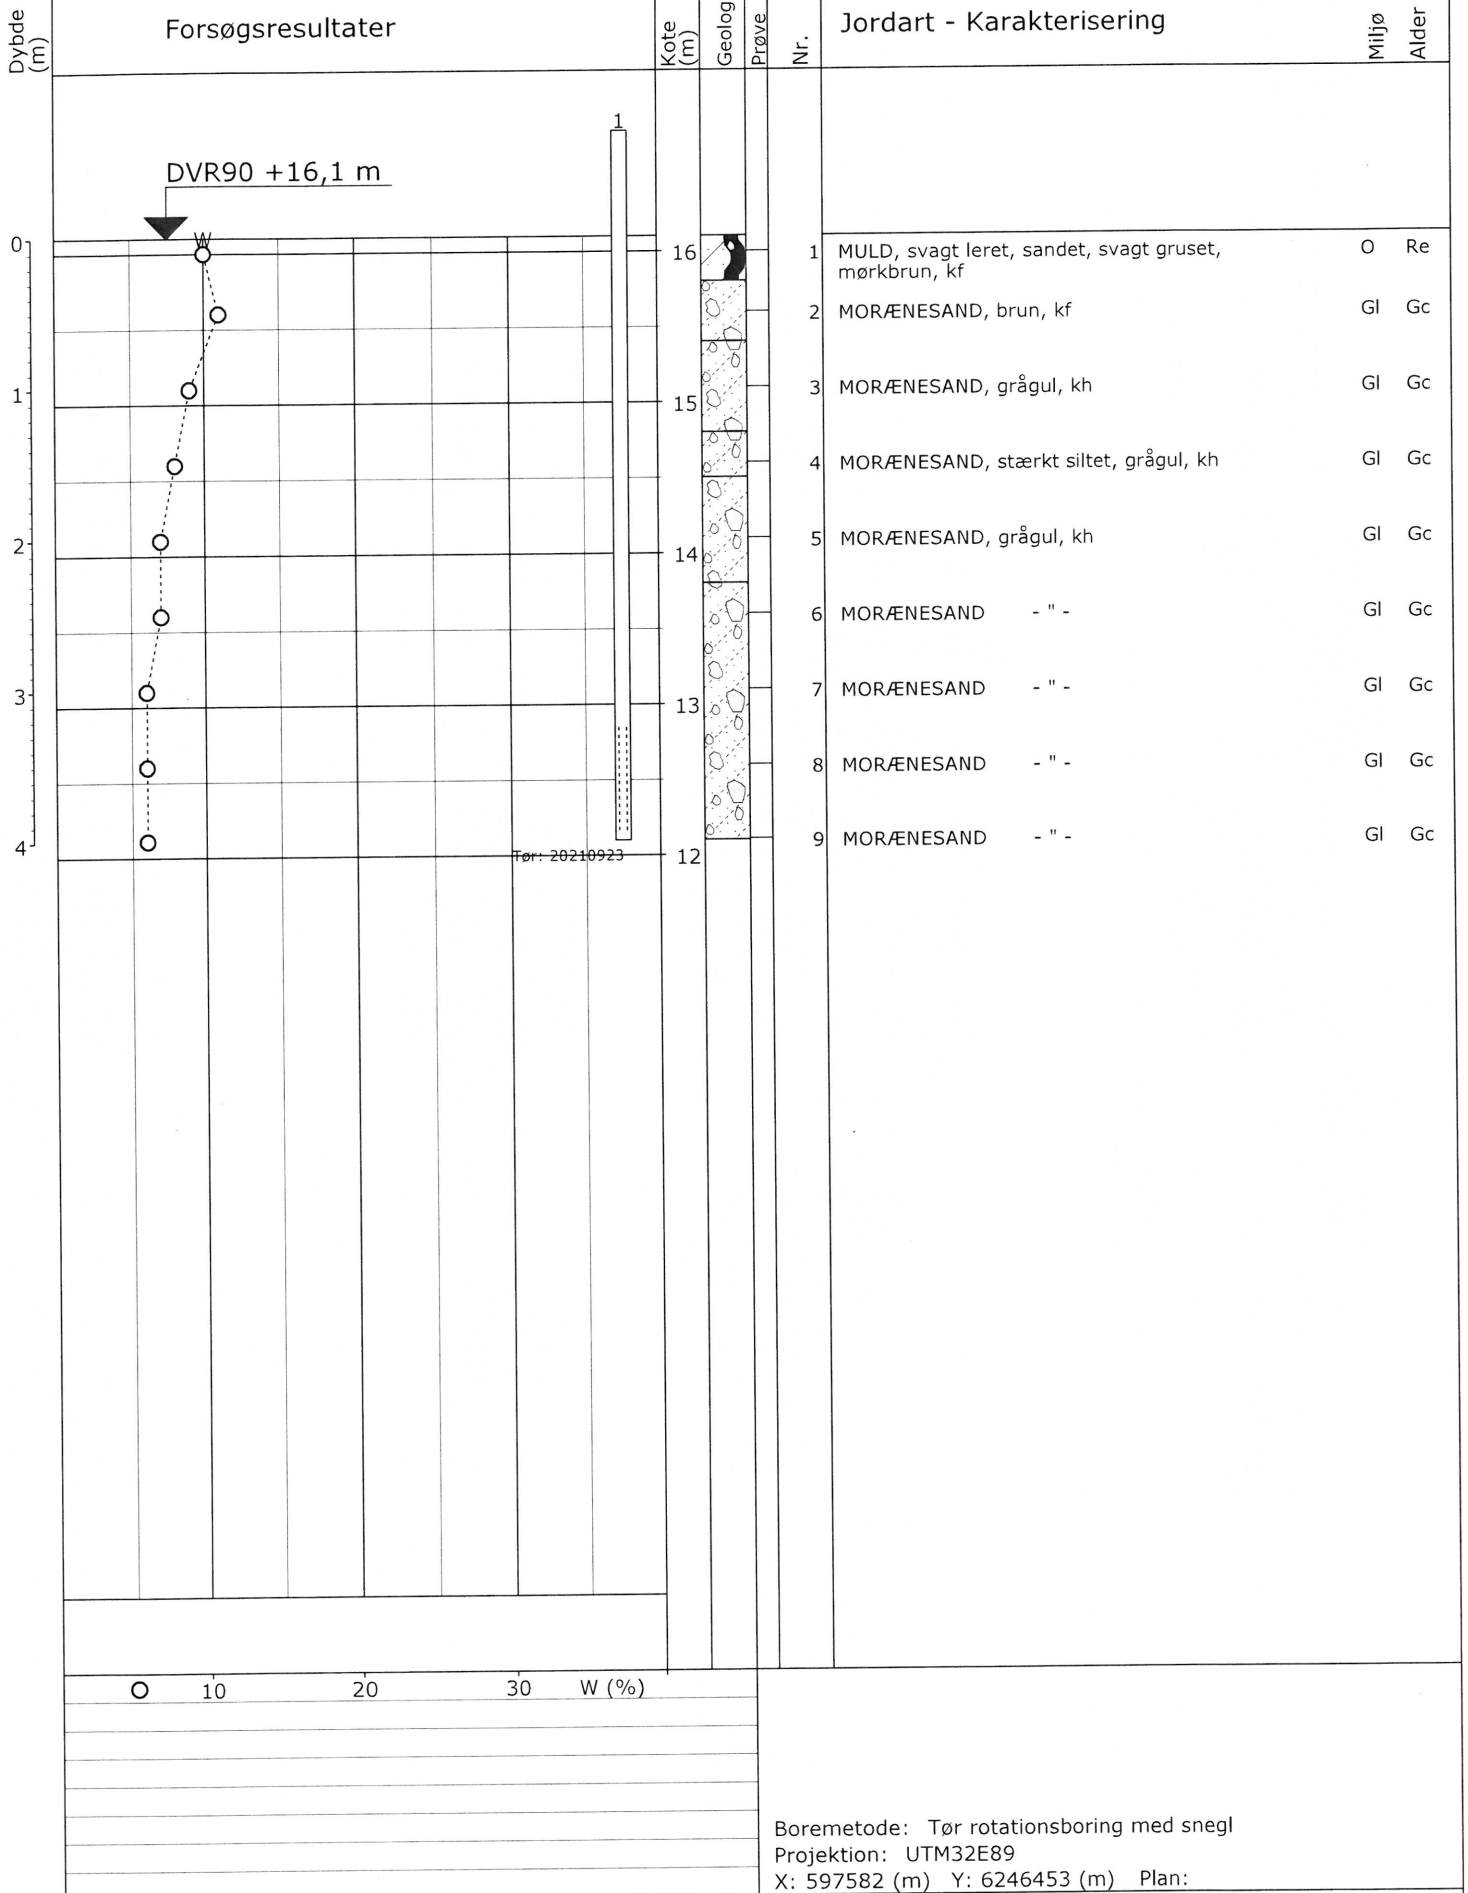 Dybde (m)
Forsøgsresultater
Kote (m)
Geologi
Prøve
Nr.
Jordart - Karakterisering
Miljø
Alder
1
DVR90 +16,1 m
W
0
16
1 MULD, svagt leret, sandet, svagt gruset, O Re
mørkbrun, kf
2 MORÆNESAND, brun, kf Gl Gc
1
15
3 MORÆNESAND, grågul, kh Gl Gc
4 MORÆNESAND, stærkt siltet, grågul, kh Gl Gc
2
14
5 MORÆNESAND, grågul, kh Gl Gc
6 MORÆNESAND - " - Gl Gc
3
13
7 MORÆNESAND - " - Gl Gc
8 MORÆNESAND - " - Gl Gc
4
9 MORÆNESAND - " - Gl Gc
Tør: 20210923
12
10 20 30 W (%)
Boremetode: Tør rotationsboring med snegl
Projektion: UTM32E89
X: 597582 (m) Y: 6246453 (m) Plan: